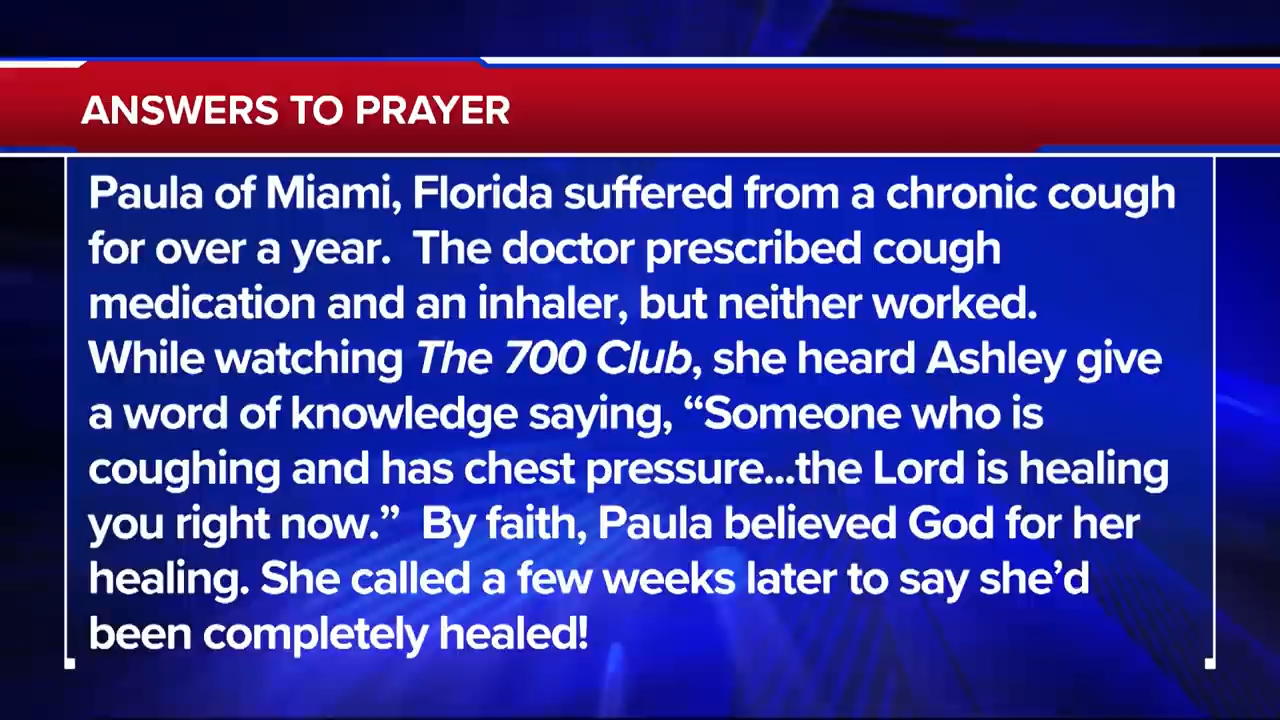 ANSWERS TO PRAYER
Paula of Miami, Florida suffered from a chronic cough
for over a year.  The doctor prescribed cough
medication and an inhaler, but neither worked.
While watching The 700 Club, she heard Ashley give
a word of knowledge saying, “Someone who is
coughing and has chest pressure...the Lord is healing
you right now.”  By faith, Paula believed God for her
healing. She called a few weeks later to say she’d
been completely healed!